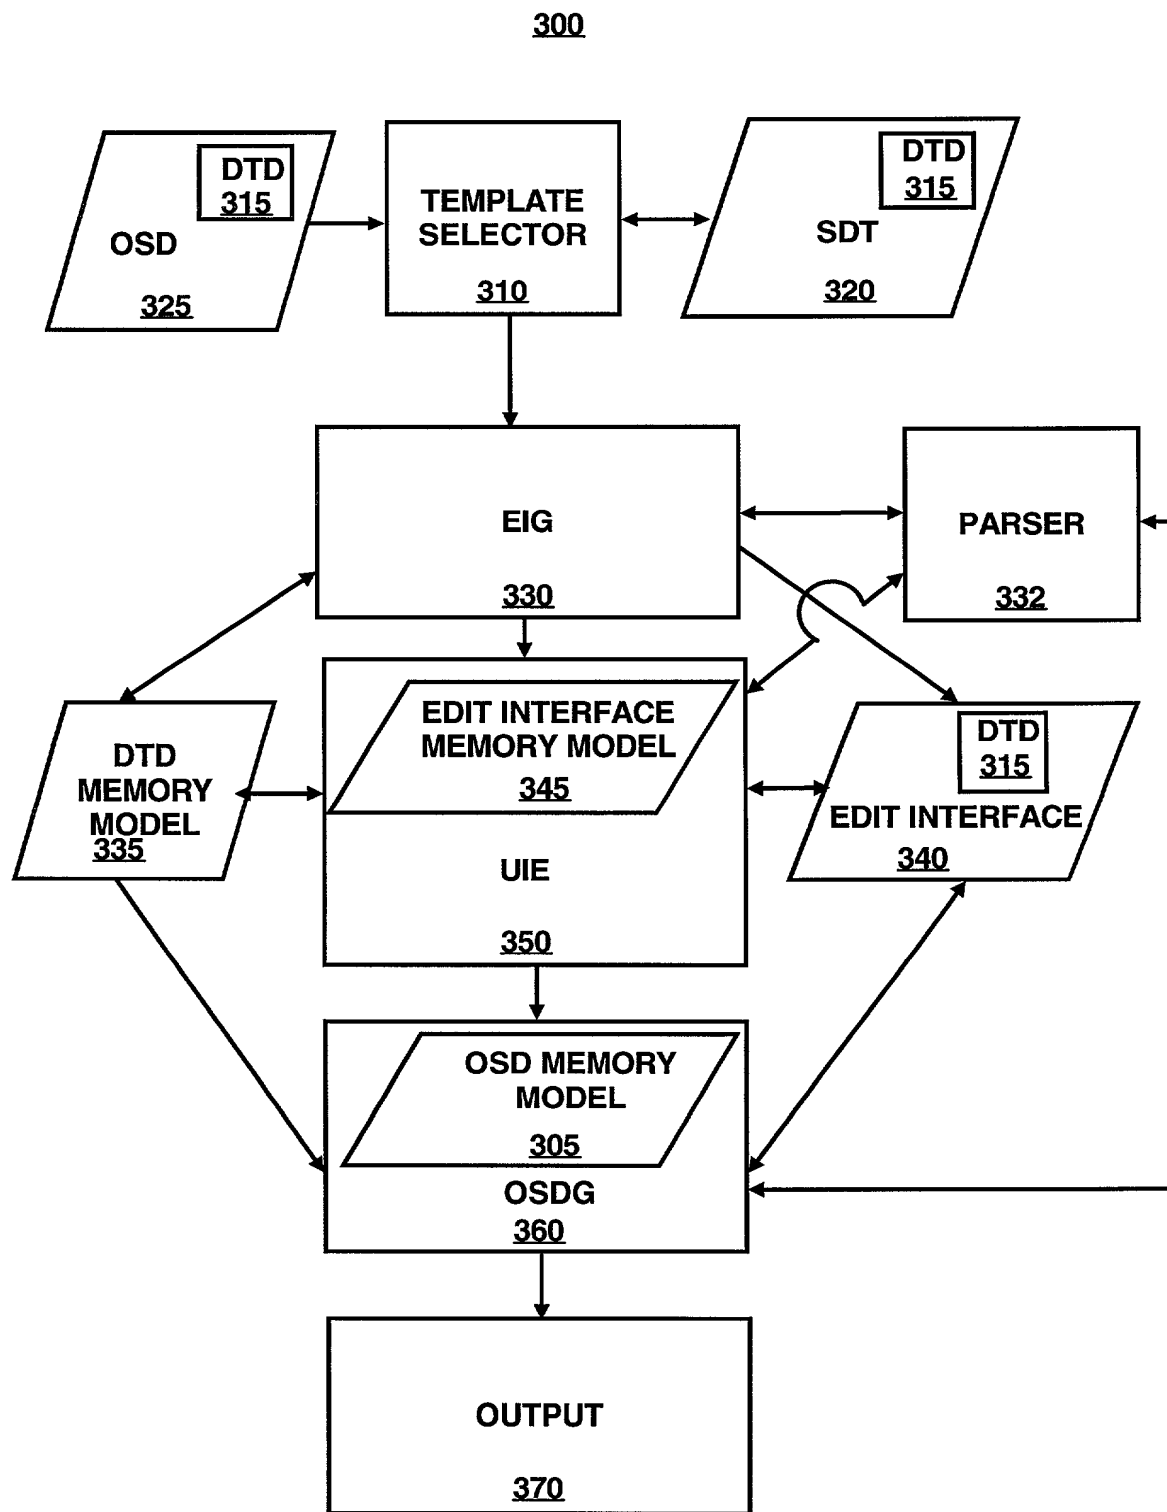 300
DTD
315
OSD
325
TEMPLATE
SELECTOR
310
DTD
315
SDT
320
EIG
330
PARSER
332
DTD
MEMORY
MODEL
335
EDIT INTERFACE
MEMORY MODEL
345
UIE
350
DTD
315
EDIT INTERFACE
340
OSD MEMORY
MODEL
305
OSDG
360
OUTPUT
370